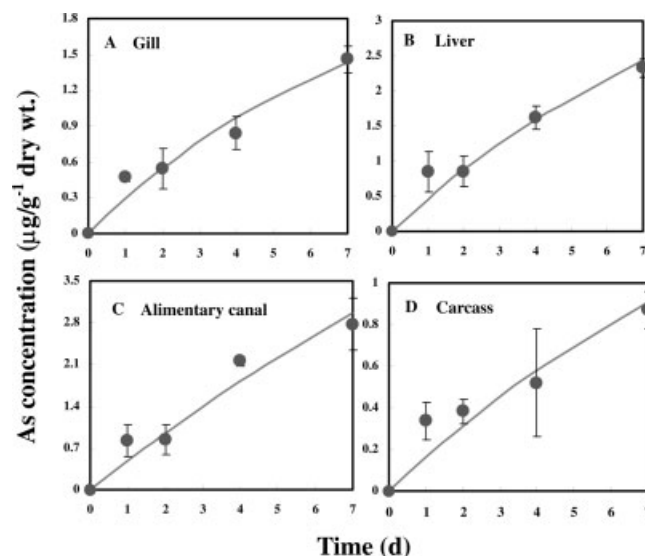 As concentration (µg/g⁻¹ dry wt.)
A Gill
1.8
1.5
1.2
0.9
0.6
0.3
0
0 1 2 3 4 5 6 7
B Liver
3
2.5
2
1.5
1
0.5
0
0 1 2 3 4 5 6 7
C Alimentary canal
3.5
2.8
2.1
1.4
0.7
0
0 1 2 3 4 5 6 7
D Carcass
1
0.8
0.6
0.4
0.2
0
0 1 2 3 4 5 6 7
Time (d)